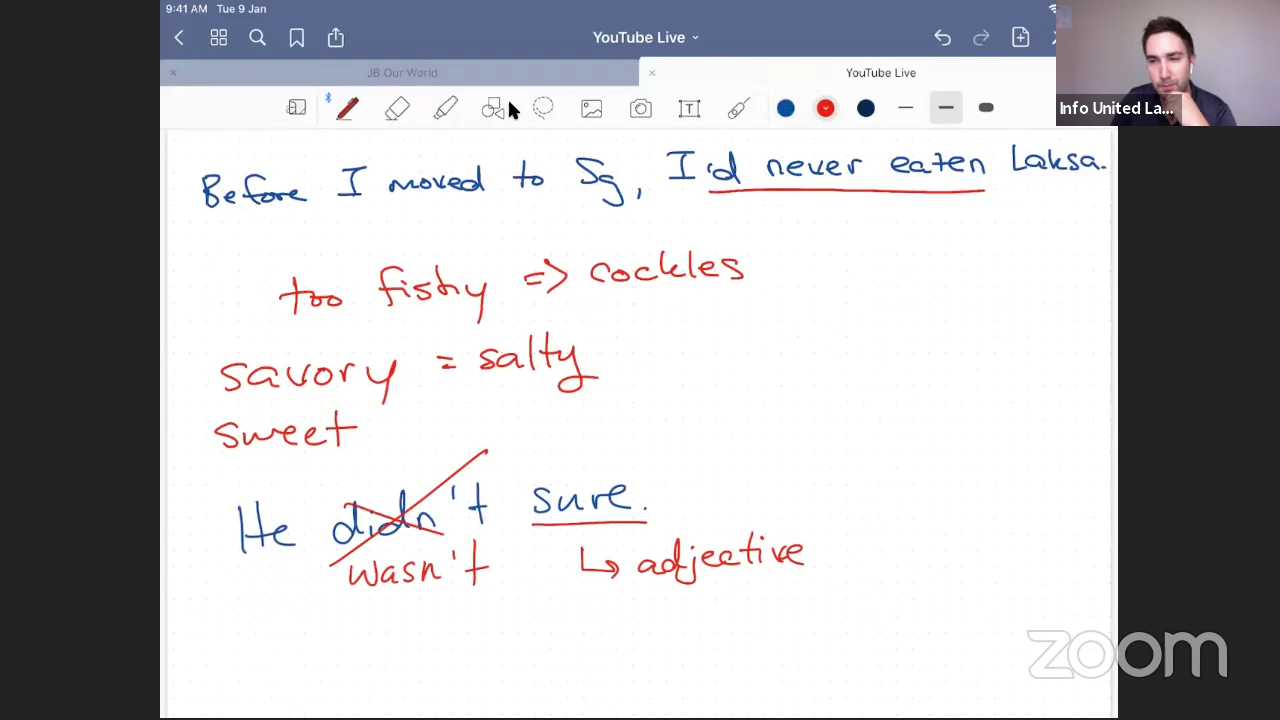 9:41 AM Tue 9 Jan
YouTube Live
JB Our World
YouTube Live
Info United La...
Before I moved to Sg, I'd never eaten Laksa.
too fishy => cockles
savory = salty
sweet
He didn't sure.
wasn't ↳ adjective
zoom